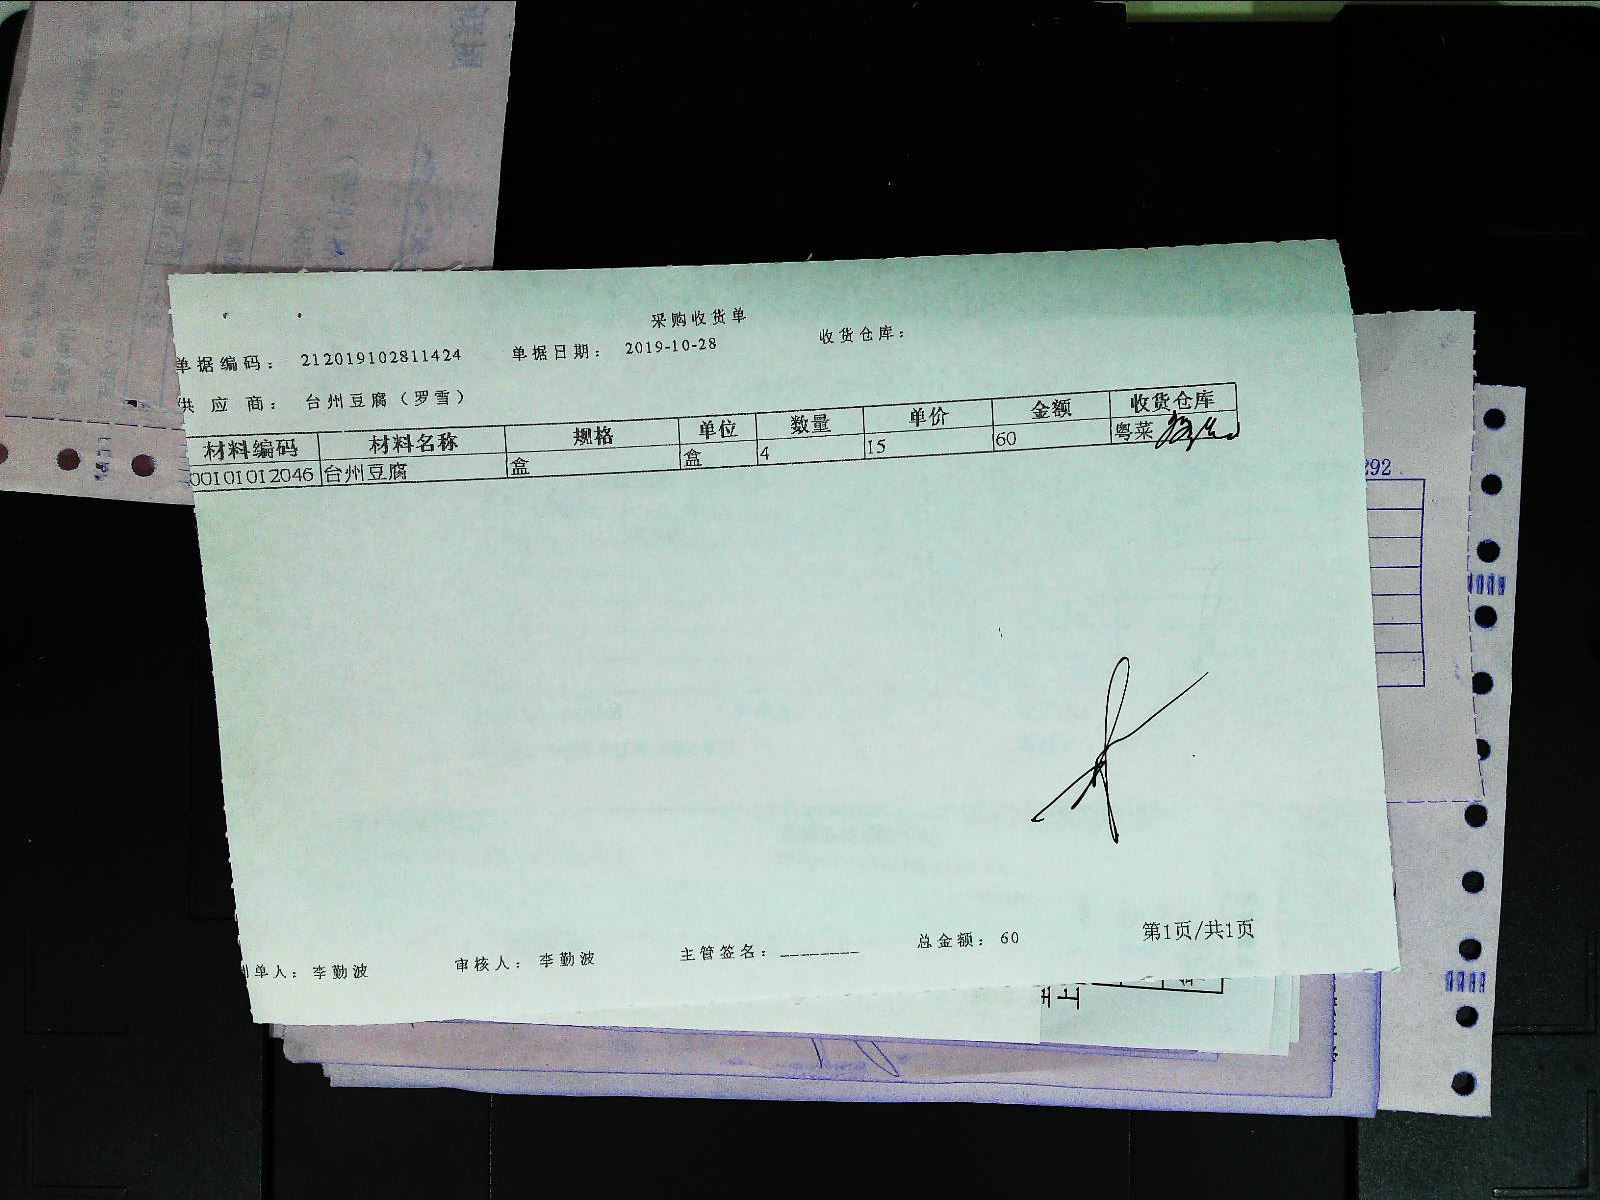 采购收货单
单据编码： 212019102811424 单据日期： 2019-10-28 收货仓库：
供应商： 台州豆腐（罗雪）
材料编码 材料名称 规格 单位 数量 单价 金额 收货仓库
00101012046 台州豆腐 盒 盒 4 15 60 粤菜
292
制单人： 李勤波 审核人： 李勤波 主管签名：________ 总金额： 60 第1页/共1页